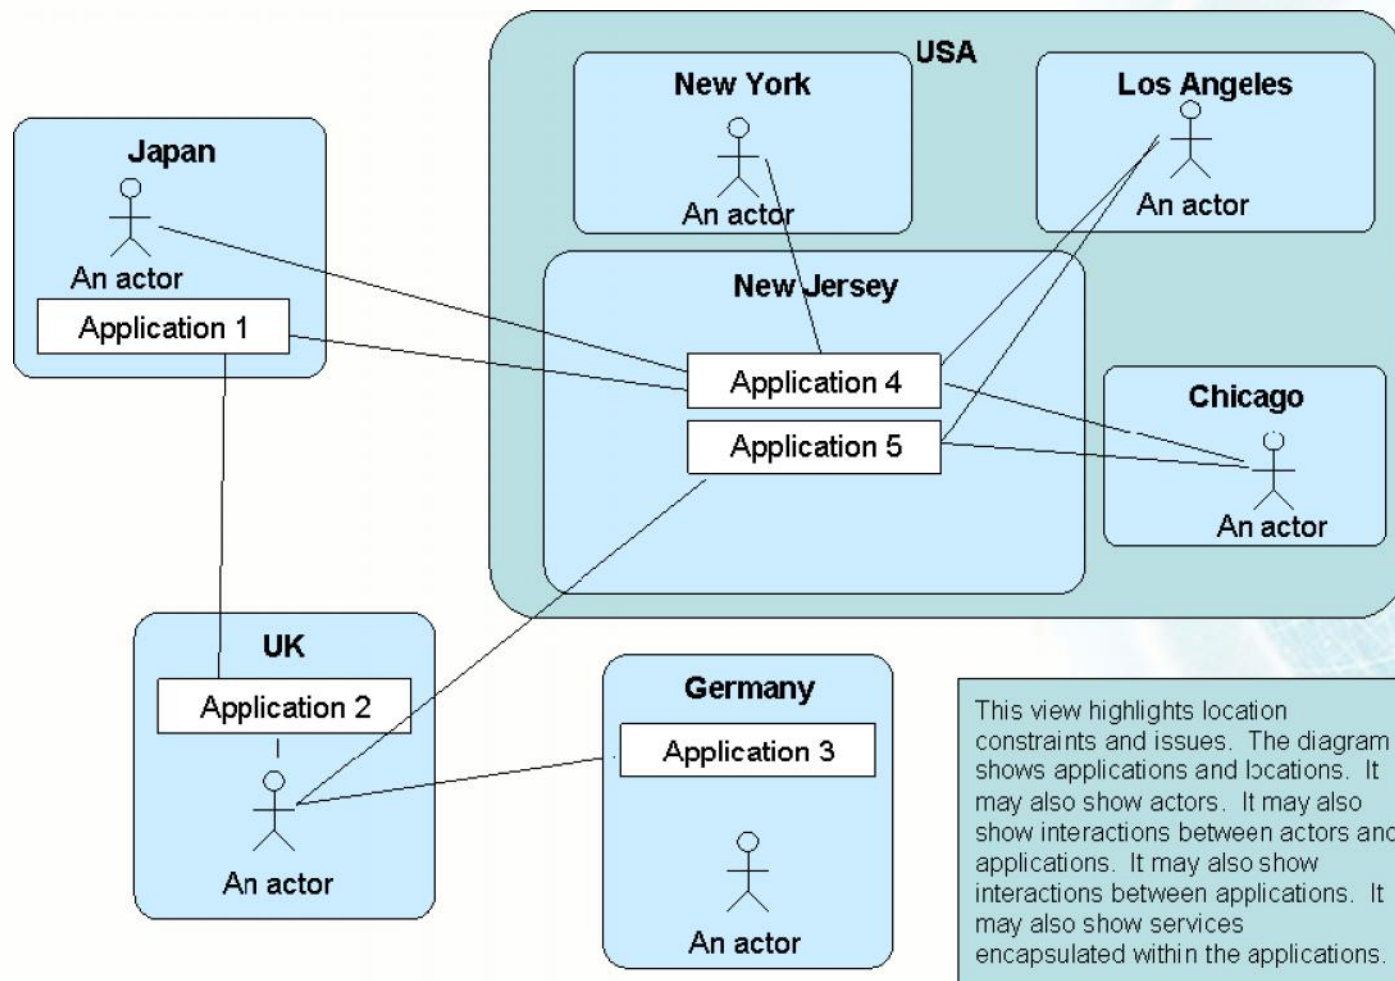 USA
New York
An actor
Los Angeles
An actor
Japan
An actor
Application 1
New Jersey
Application 4
Application 5
Chicago
An actor
UK
Application 2
An actor
Germany
Application 3
An actor
This view highlights location
constraints and issues. The diagram
shows applications and locations. It
may also show actors. It may also
show interactions between actors and
applications. It may also show
interactions between applications. It
may also show services
encapsulated within the applications.